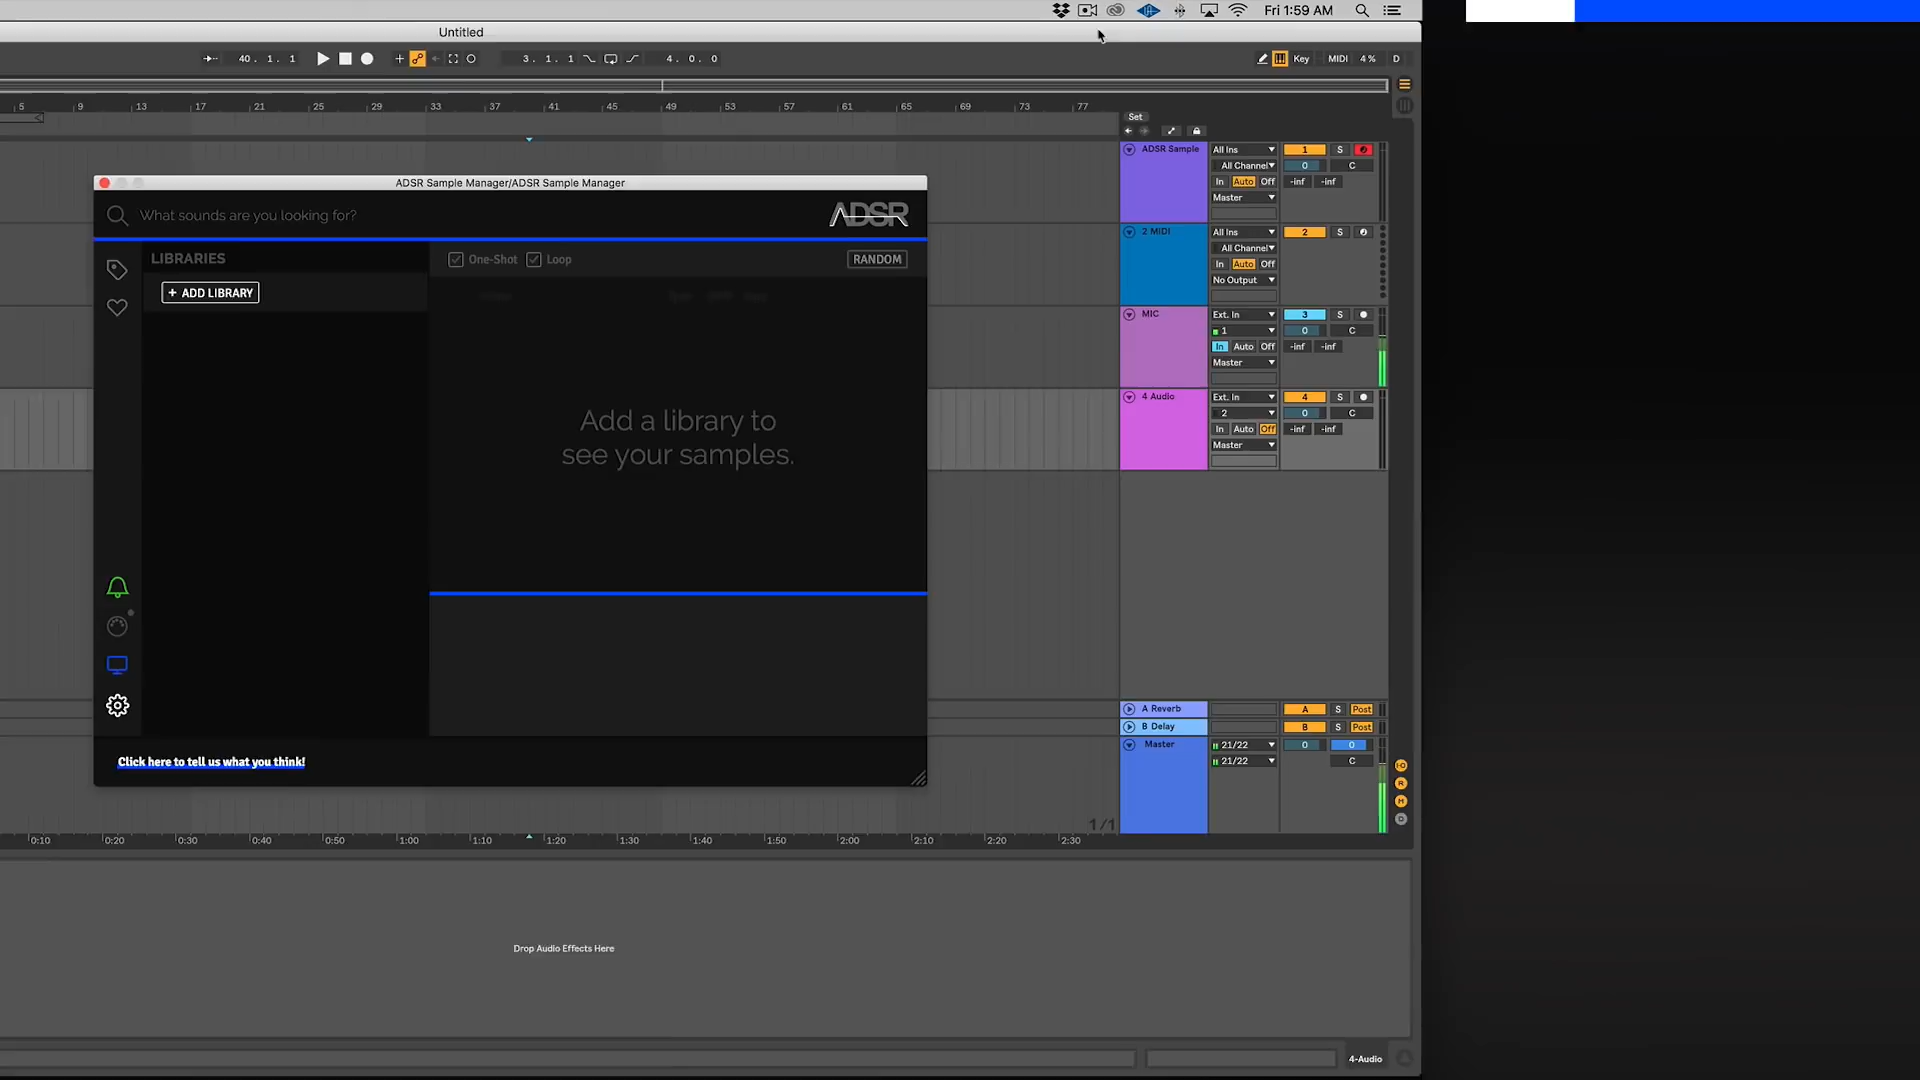 Fri 1:59 AM
Untitled
40. 1. 1
3. 1. 1
4. 0. 0
Key MIDI 4 % D
5 9 13 17 21 25 29 33 37 41 45 49 53 57 61 65 69 73 77
Set
ADSR Sample All Ins 1 S
All Channel 0 C
In Auto Off -inf -inf
Master
2 MIDI All Ins 2 S
All Channel
In Auto Off
No Output
MIC Ext. In 3 S
1 0 C
In Auto Off -inf -inf
Master
4 Audio Ext. In 4 S
2 0 C
In Auto Off -inf -inf
Master
ADSR Sample Manager/ADSR Sample Manager
What sounds are you looking for?
ADSR
LIBRARIES
One-Shot Loop RANDOM
+ ADD LIBRARY
Add a library to
see your samples.
Click here to tell us what you think!
A Reverb A S Post
B Delay B S Post
Master 21/22 0 0
21/22 C
1/1
0:10 0:20 0:30 0:40 0:50 1:00 1:10 1:20 1:30 1:40 1:50 2:00 2:10 2:20 2:30
Drop Audio Effects Here
4-Audio